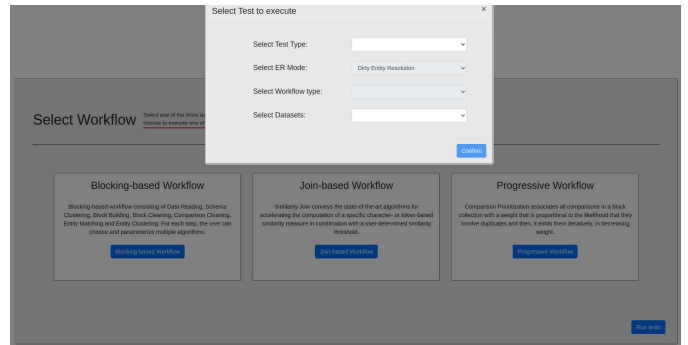 Select Test to execute
×
Select Test Type:
Select ER Mode:
Dirty Entity Resolution
Select Workflow type:
Select Datasets:
Confirm
Select Workflow
Select one of the three
choose to execute one of
Blocking-based Workflow
Blocking-based workflow consisting of Data Reading, Schema
Clustering, Block Building, Block Cleaning, Comparison Cleaning,
Entity Matching and Entity Clustering. For each step, the user can
choose and parameterize multiple algorithms.
Blocking-based Workflow
Join-based Workflow
Similarity Join conveys the state-of-the-art algorithms for
accelerating the computation of a specific character- or token-based
similarity measure in combination with a user-determined similarity
threshold.
Join-based Workflow
Progressive Workflow
Comparison Prioritization associates all comparisons in a block
collection with a weight that is proportional to the likelihood that they
involve duplicates and then, it emits them iteratively, in decreasing
weight.
Progressive Workflow
Run tests